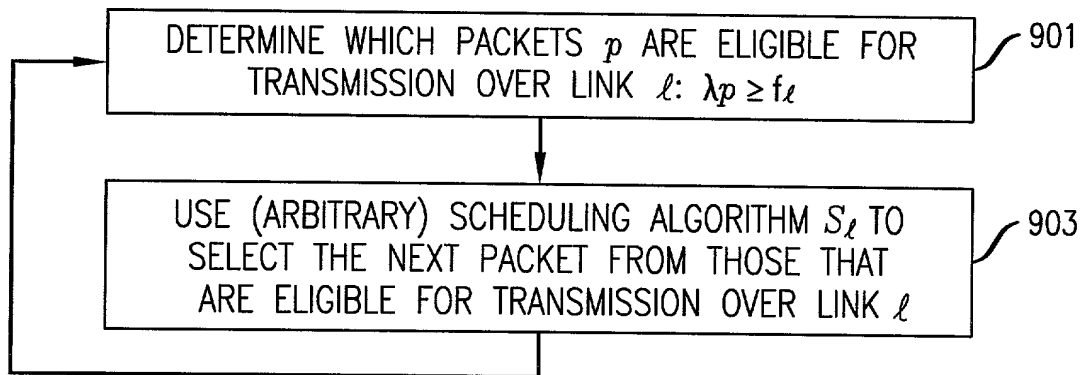 DETERMINE WHICH PACKETS p ARE ELIGIBLE FOR
TRANSMISSION OVER LINK ℓ: λp ≥ fℓ
901
USE (ARBITRARY) SCHEDULING ALGORITHM Sℓ TO
SELECT THE NEXT PACKET FROM THOSE THAT
ARE ELIGIBLE FOR TRANSMISSION OVER LINK ℓ
903